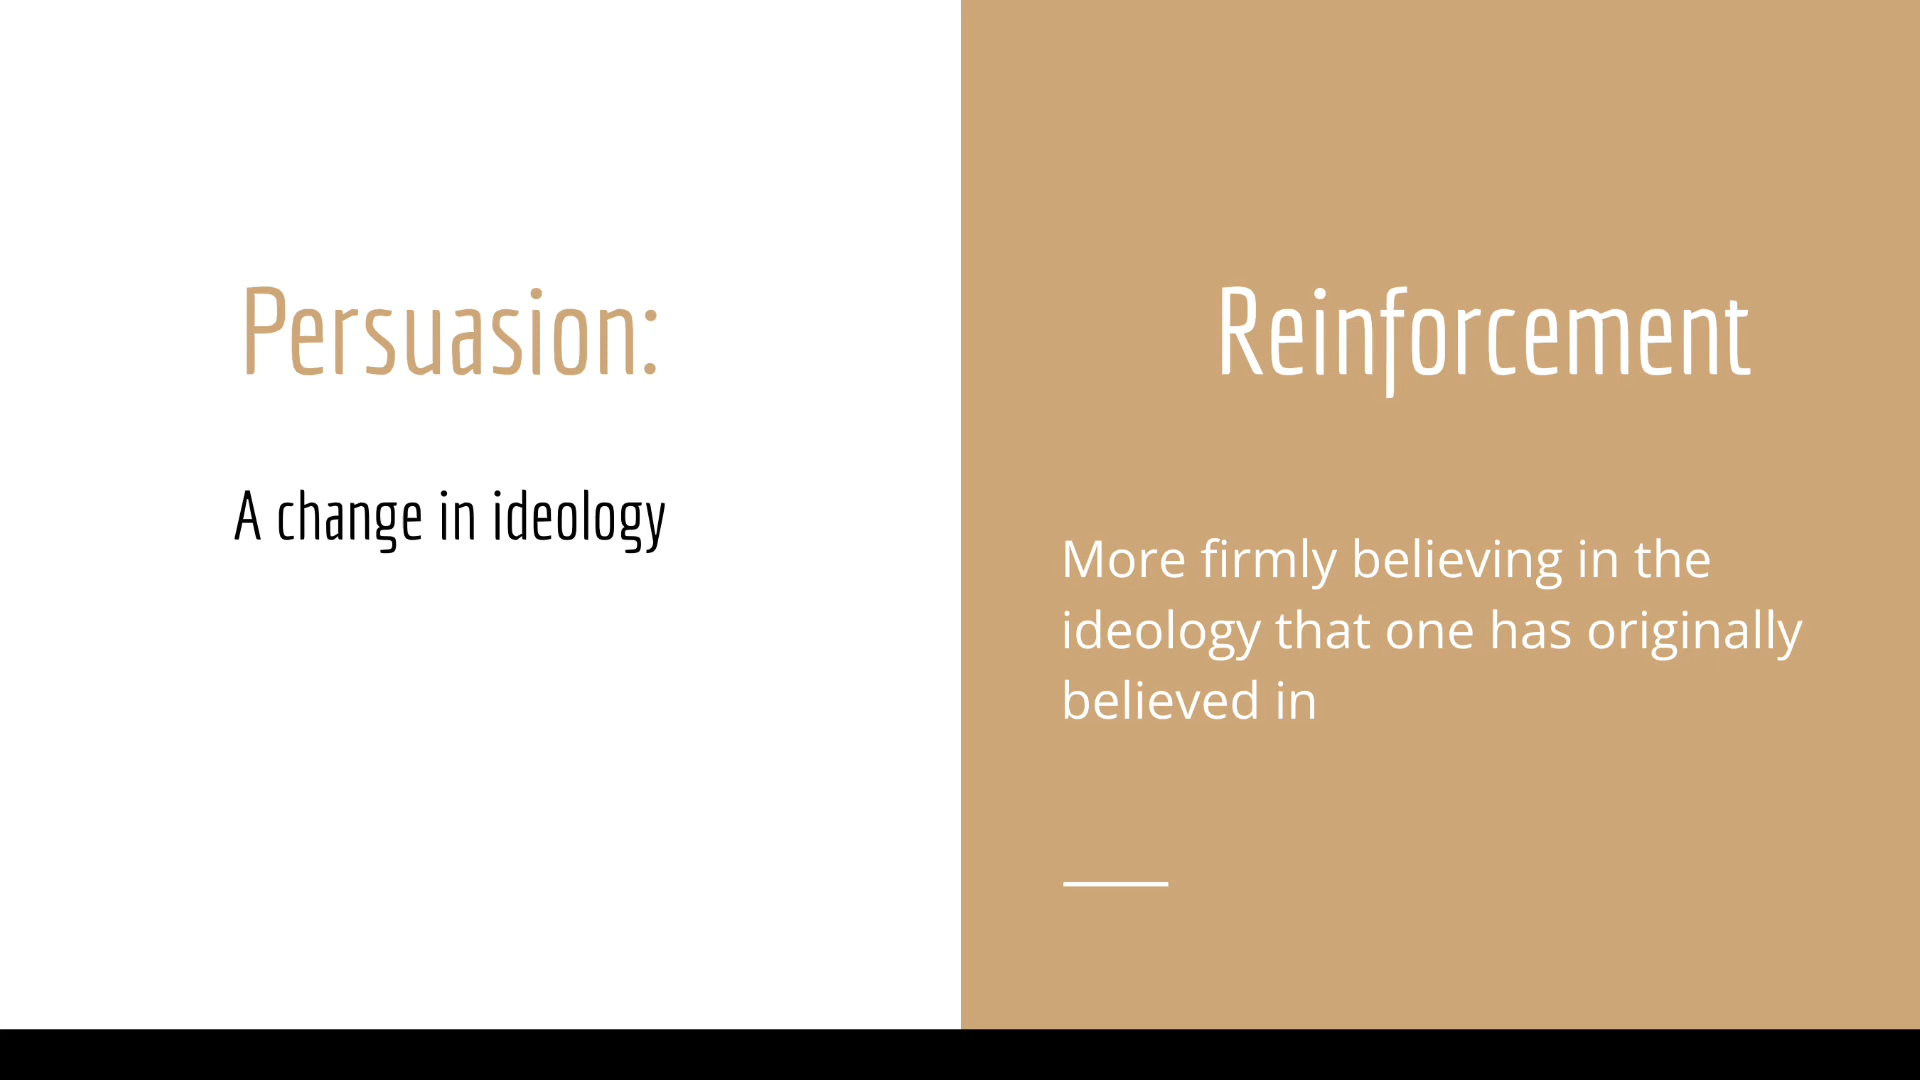 Persuasion:
A change in ideology
Reinforcement
More firmly believing in the
ideology that one has originally
believed in